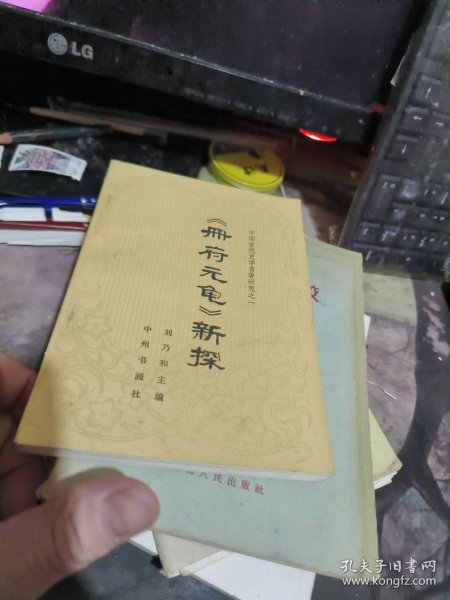 LG
中国古代史学名著研究之一
《册府元龟》新探
刘乃和主编
中州书画社
人民出版社
孔夫子旧书网
www.kongfz.com